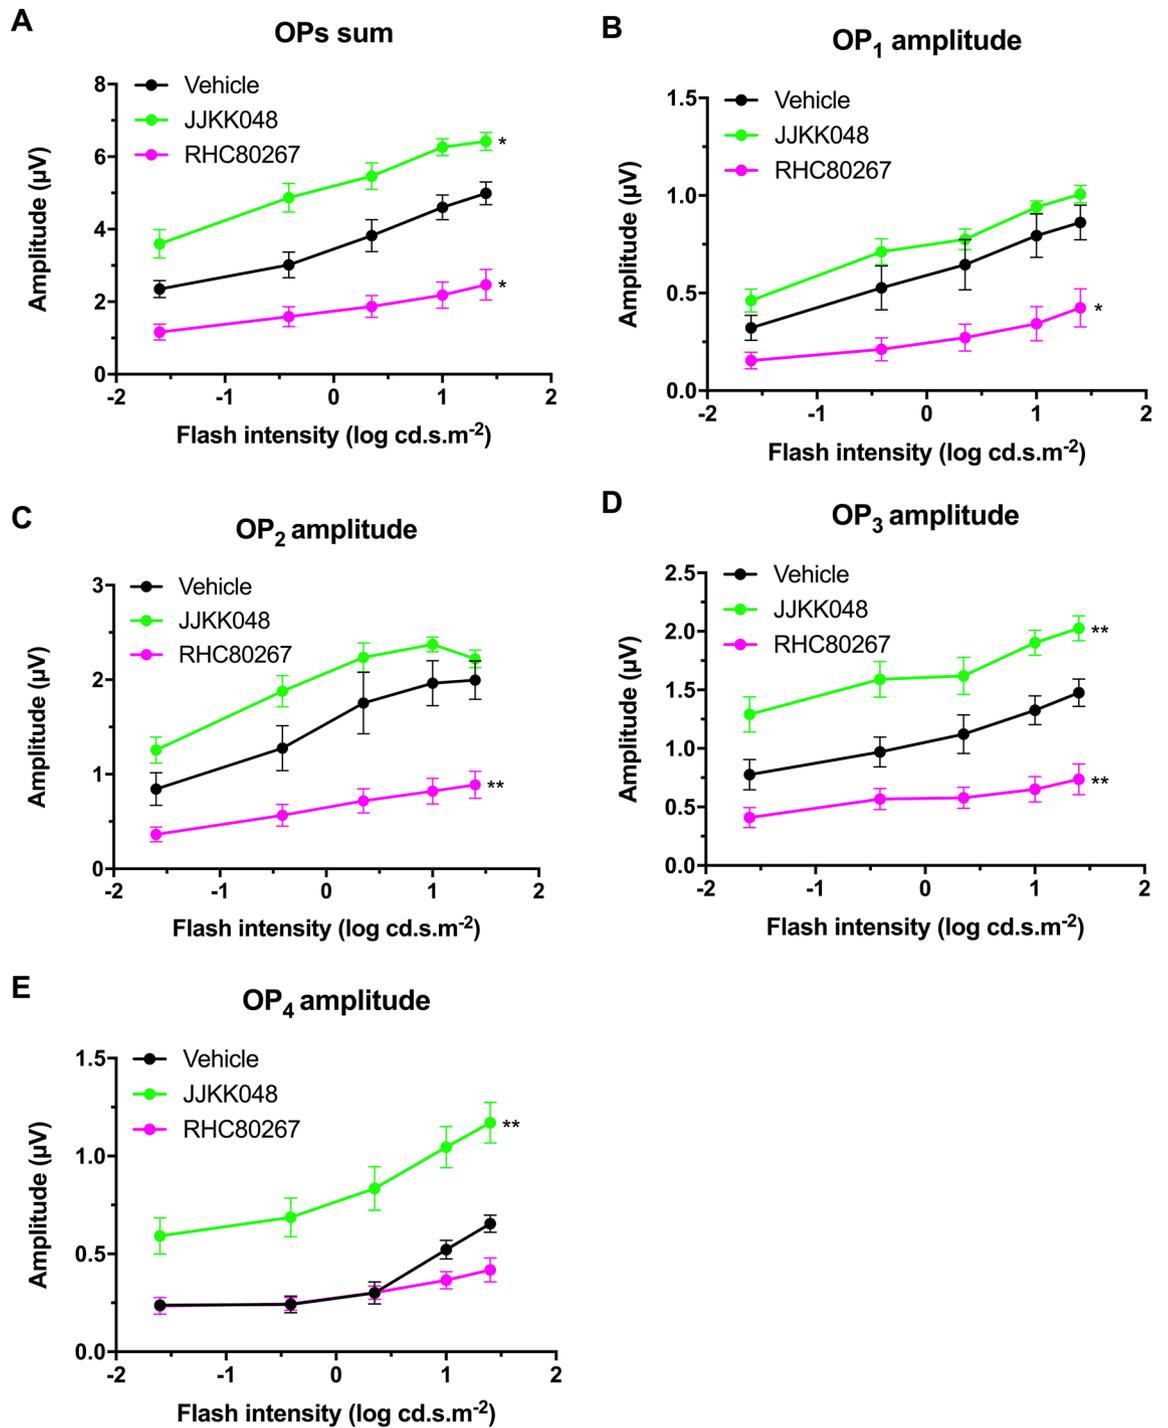 A
OPs sum
Vehicle
JJKK048
RHC80267
8
6
4
2
0
*
*
-2 -1 0 1 2
Amplitude (µV)
Flash intensity (log cd.s.m-2)
B
OP1 amplitude
Vehicle
JJKK048
RHC80267
1.5
1.0
0.5
0.0
*
-2 -1 0 1 2
Amplitude (µV)
Flash intensity (log cd.s.m-2)
C
OP2 amplitude
Vehicle
JJKK048
RHC80267
3
2
1
0
**
-2 -1 0 1 2
Amplitude (µV)
Flash intensity (log cd.s.m-2)
D
OP3 amplitude
Vehicle
JJKK048
RHC80267
2.5
2.0
1.5
1.0
0.5
0.0
**
**
-2 -1 0 1 2
Amplitude (µV)
Flash intensity (log cd.s.m-2)
E
OP4 amplitude
Vehicle
JJKK048
RHC80267
1.5
1.0
0.5
0.0
**
-2 -1 0 1 2
Amplitude (µV)
Flash intensity (log cd.s.m-2)